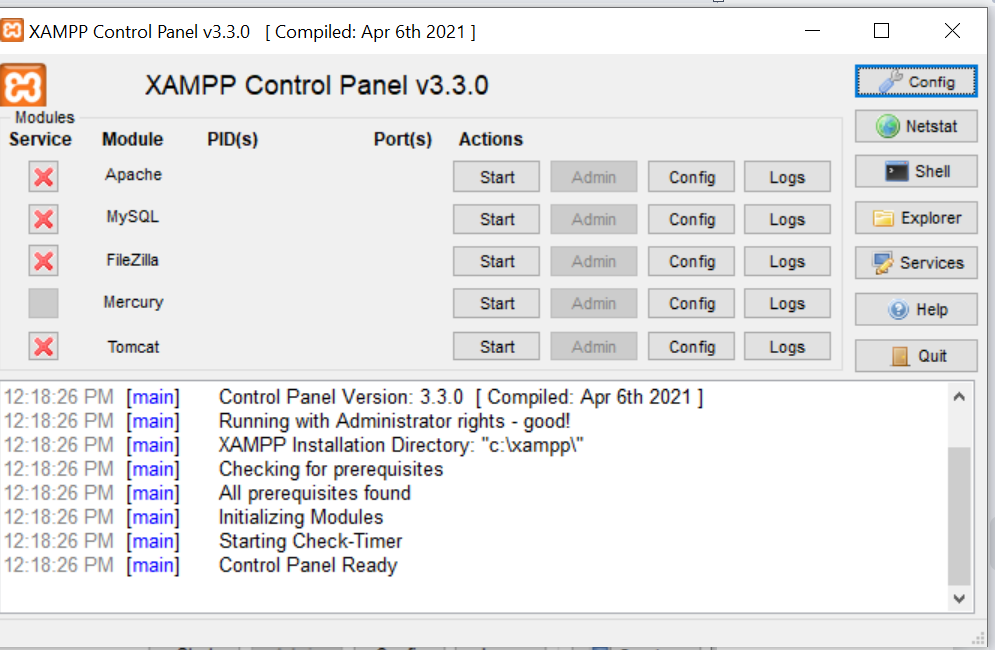 XAMPP Control Panel v3.3.0 [ Compiled: Apr 6th 2021 ]
XAMPP Control Panel v3.3.0
Config
Modules
Service Module PID(s) Port(s) Actions
Netstat
Apache Start Admin Config Logs
Shell
MySQL Start Admin Config Logs
Explorer
FileZilla Start Admin Config Logs
Services
Mercury Start Admin Config Logs
Help
Tomcat Start Admin Config Logs
Quit
12:18:26 PM [main] Control Panel Version: 3.3.0 [ Compiled: Apr 6th 2021 ]
12:18:26 PM [main] Running with Administrator rights - good!
12:18:26 PM [main] XAMPP Installation Directory: "c:\xampp\"
12:18:26 PM [main] Checking for prerequisites
12:18:26 PM [main] All prerequisites found
12:18:26 PM [main] Initializing Modules
12:18:26 PM [main] Starting Check-Timer
12:18:26 PM [main] Control Panel Ready